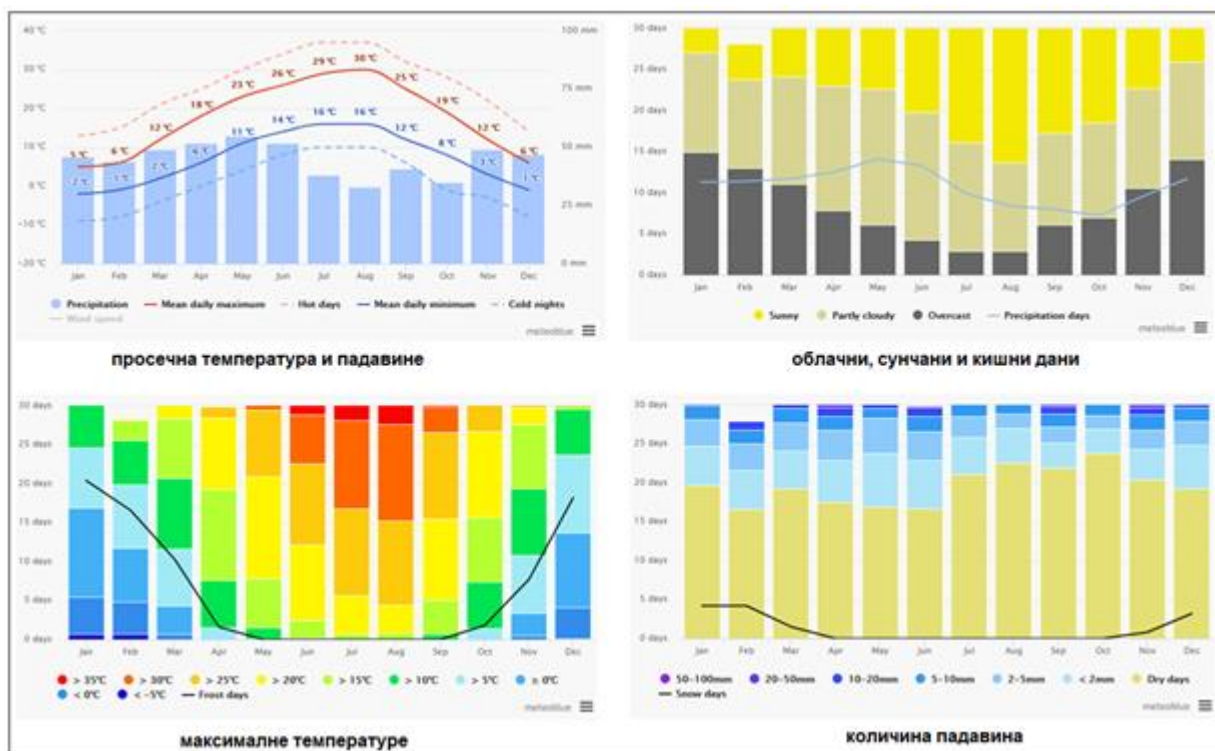 40 °C
30 °C
20 °C
10 °C
0 °C
-10 °C
-20 °C
100 mm
75 mm
50 mm
25 mm
0 mm
5 °C 6 °C 12 °C 18 °C 23 °C 26 °C 29 °C 30 °C 25 °C 19 °C 12 °C 6 °C
-2 °C -1 °C 2 °C 6 °C 11 °C 14 °C 16 °C 16 °C 12 °C 8 °C 3 °C -1 °C
Jan Feb Mar Apr May Jun Jul Aug Sep Oct Nov Dec
Precipitation Mean daily maximum Hot days Mean daily minimum Cold nights
Wind speed
meteoblue
просечна температура и падавине
30 days
25 days
20 days
15 days
10 days
5 days
0 days
Jan Feb Mar Apr May Jun Jul Aug Sep Oct Nov Dec
Sunny Partly cloudy Overcast Precipitation days
meteoblue
облачни, сунчани и кишни дани
30 days
25 days
20 days
15 days
10 days
5 days
0 days
Jan Feb Mar Apr May Jun Jul Aug Sep Oct Nov Dec
> 35°C > 30°C > 25°C > 20°C > 15°C > 10°C > 5°C ≥ 0°C
< 0°C < -5°C Frost days
meteoblue
максималне температуре
30 days
25 days
20 days
15 days
10 days
5 days
0 days
Jan Feb Mar Apr May Jun Jul Aug Sep Oct Nov Dec
50-100mm 20-50mm 10-20mm 5-10mm 2-5mm < 2mm Dry days
Snow days
meteoblue
количина падавина